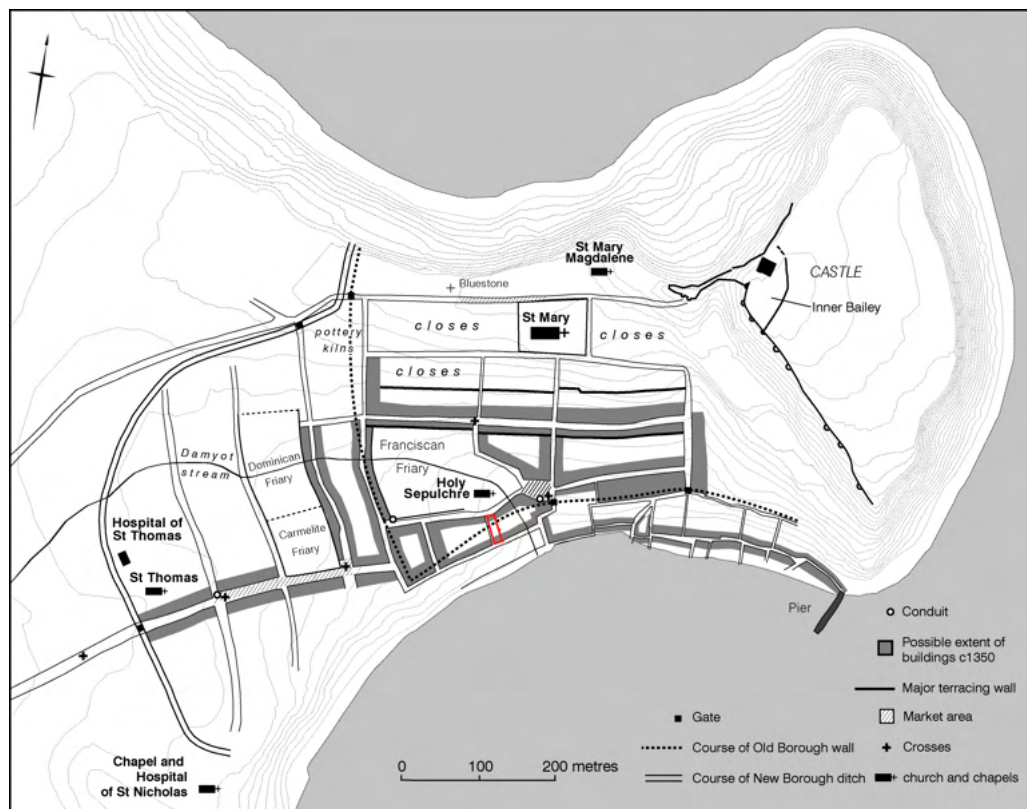 St Mary
Magdalene
CASTLE
Bluestone
Inner Bailey
St Mary
closes
closes
pottery
kilns
closes
Franciscan
Friary
Damyot
stream
Dominican
Friary
Holy
Sepulchre
Hospital of
St Thomas
Carmelite
Friary
St Thomas
Pier
Conduit
Possible extent of
buildings c1350
Major terracing wall
Gate
Market area
Course of Old Borough wall
Crosses
Chapel and
Hospital
of St Nicholas
0 100 200 metres
Course of New Borough ditch
church and chapels